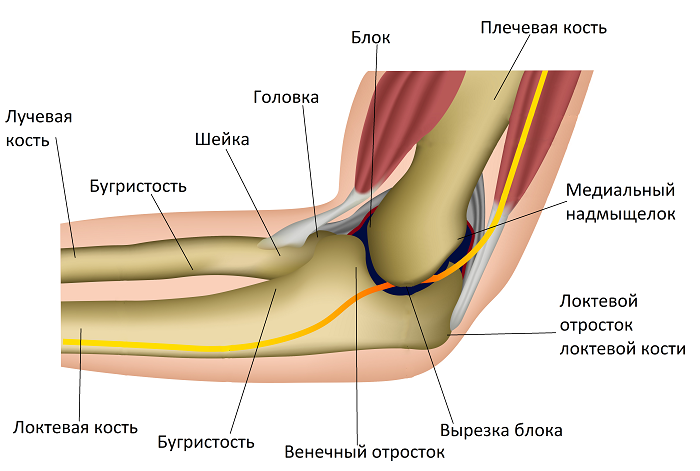 Плечевая кость
Блок
Головка
Лучевая
кость
Шейка
Бугристость
Медиальный
надмыщелок
Локтевой
отросток
локтевой кости
Локтевая кость
Бугристость
Венечный отросток
Вырезка блока